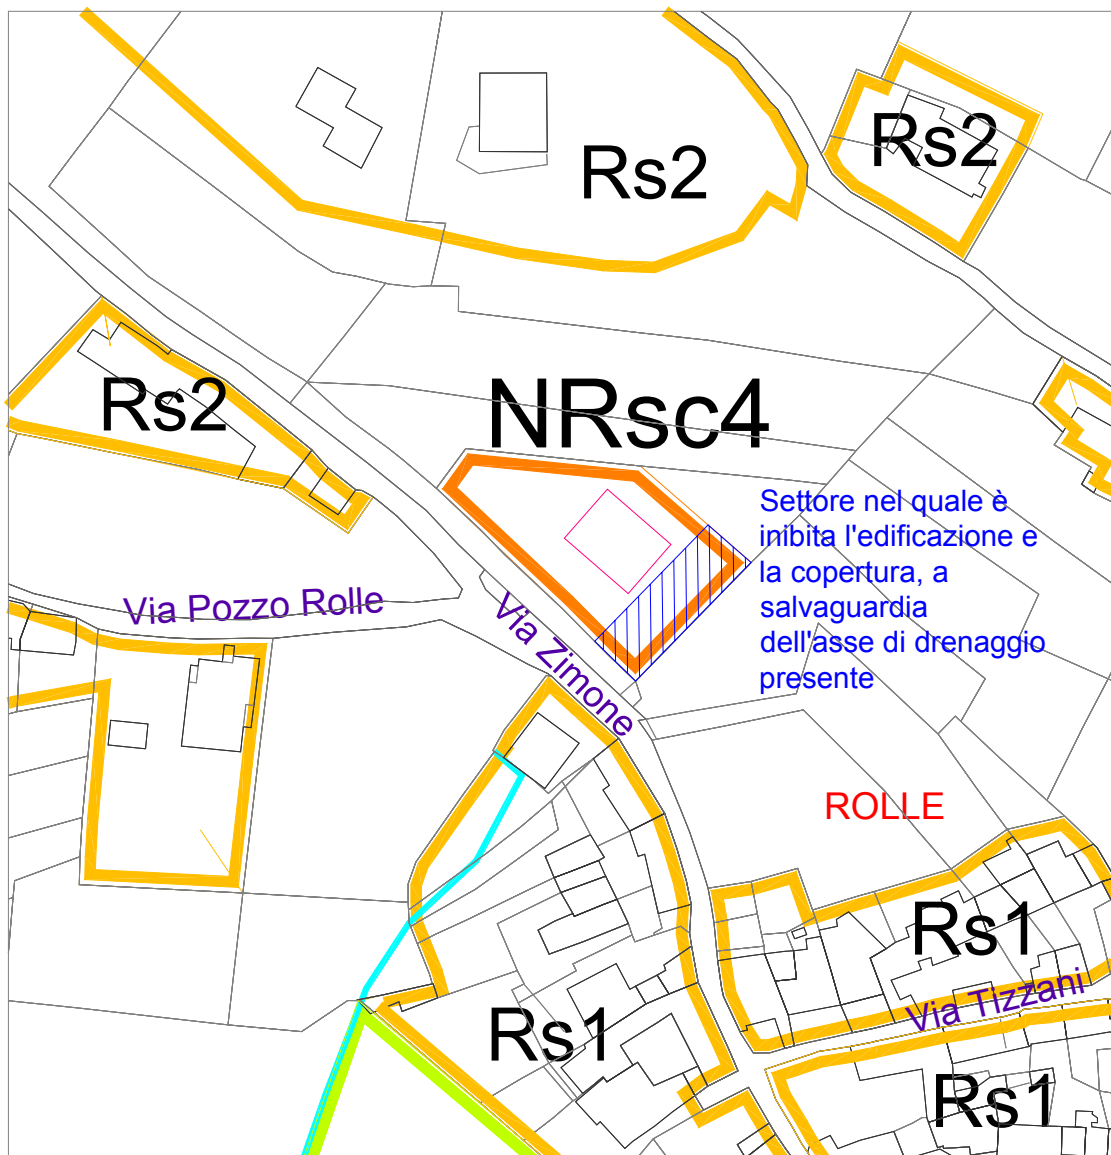 Rs2
Rs2
Rs2
NRsc4
Settore nel quale è
inibita l'edificazione e
la copertura, a
salvaguardia
dell'asse di drenaggio
presente
Via Pozzo Rolle
Via Zimone
ROLLE
Rs1
Via Tizzani
Rs1
Rs1